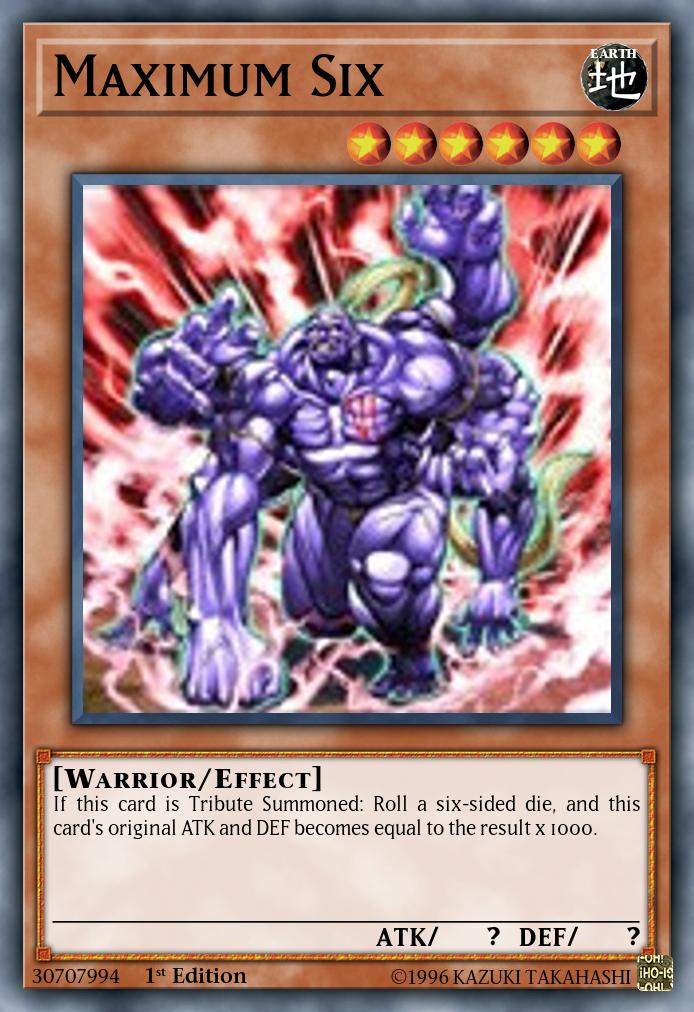 Maximum Six
EARTH
地
[Warrior/Effect]
If this card is Tribute Summoned: Roll a six-sided die, and this
card's original ATK and DEF becomes equal to the result x 1000.
ATK/ ? DEF/ ?
30707994 1st Edition ©1996 KAZUKI TAKAHASHI